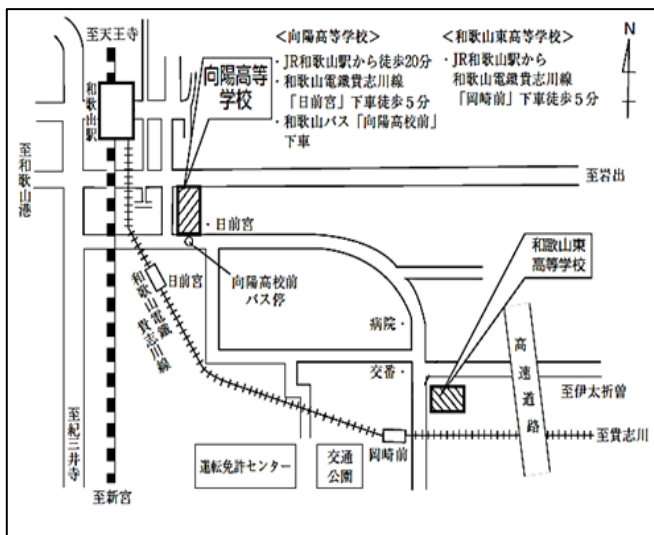 至天王寺
<向陽高等学校>
・JR和歌山駅から徒歩20分
・和歌山電鐵貴志川線
「日前宮」下車徒歩5分
・和歌山バス「向陽高校前」
下車
<和歌山東高等学校>
・JR和歌山駅から
和歌山電鐵貴志川線
「岡崎前」下車徒歩5分
N
向陽高等
学校
和歌山駅
至和歌山港
至岩出
・日前宮
和歌山東
高等学校
日前宮
向陽高校前
バス停
和歌山電鐵
貴志川線
病院・
高速道路
交番・
至伊太祈曽
至紀三井寺
岡崎前
至貴志川
運転免許センター
交通
公園
至新宮